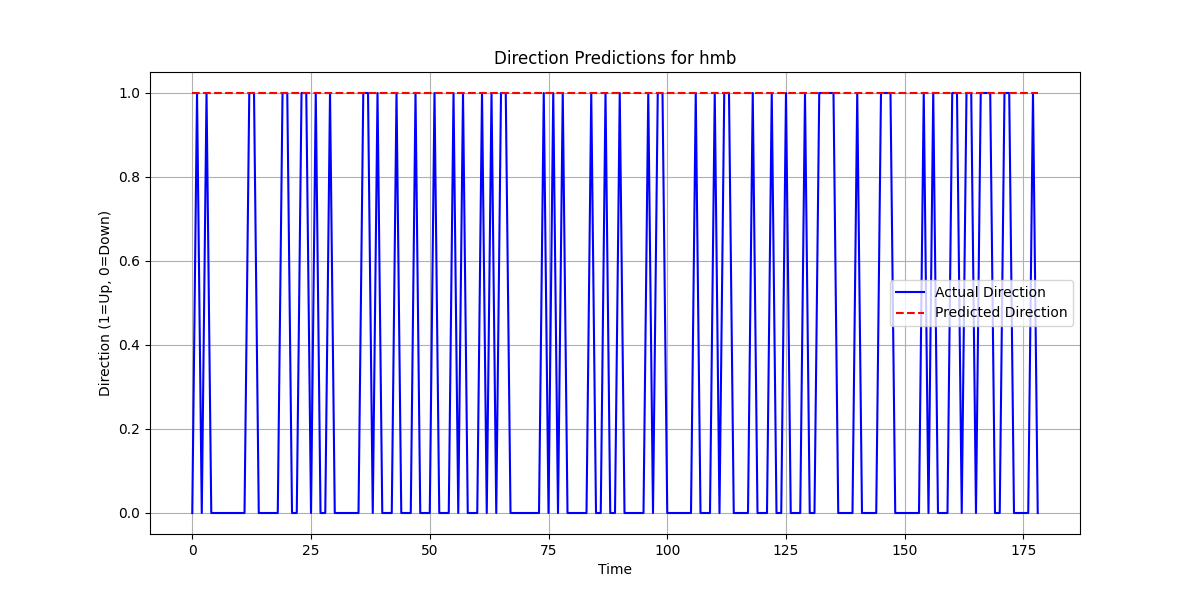 Direction Predictions for hmb
1.0
0.8
0.6
0.4
0.2
0.0
Direction (1=Up, 0=Down)
Actual Direction
Predicted Direction
0 25 50 75 100 125 150 175
Time